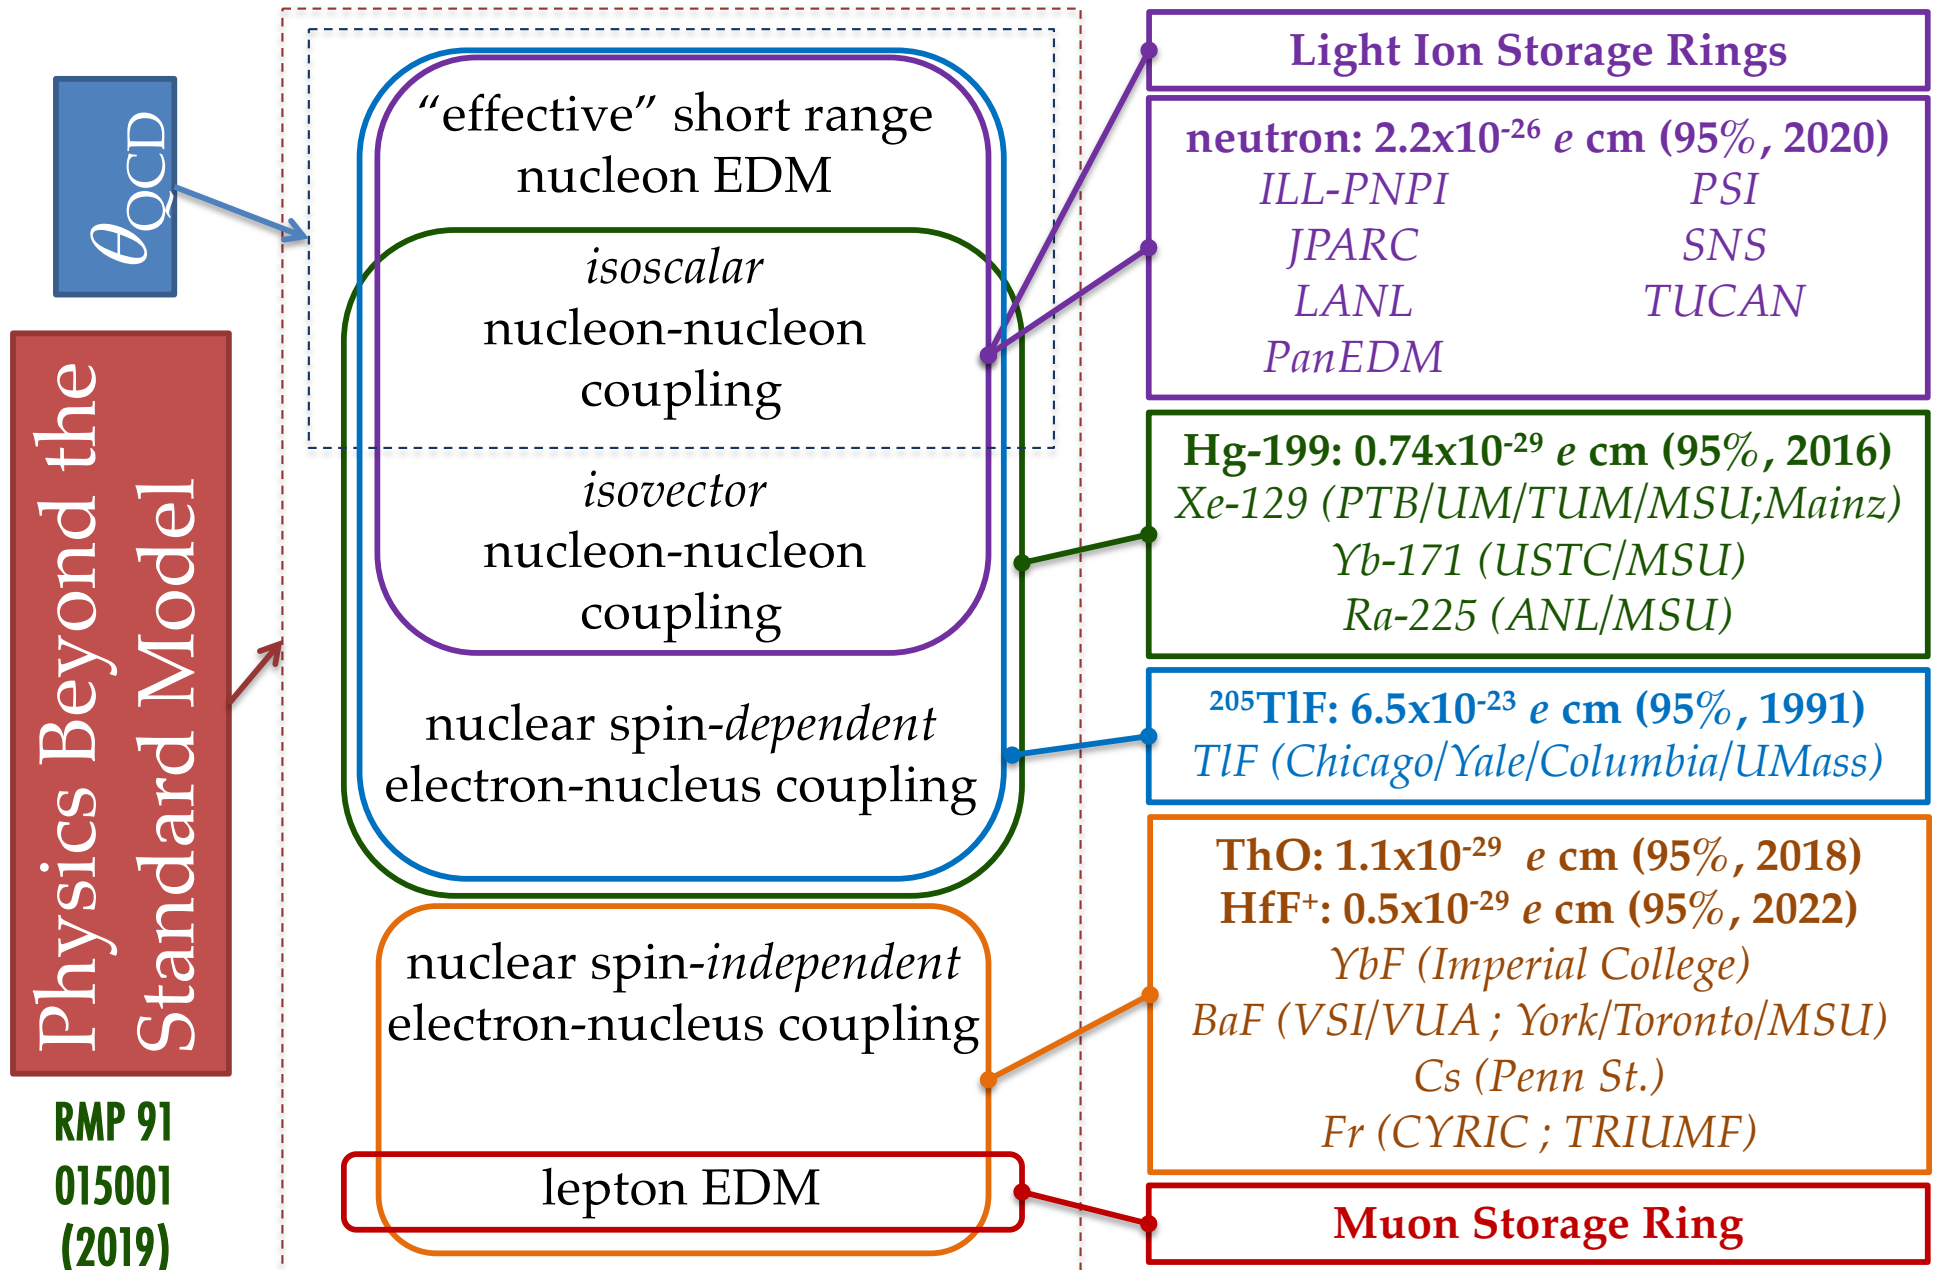 θQCD
Physics Beyond the
Standard Model
RMP 91
015001
(2019)
“effective” short range
nucleon EDM
isoscalar
nucleon-nucleon
coupling
isovector
nucleon-nucleon
coupling
nuclear spin-dependent
electron-nucleus coupling
nuclear spin-independent
electron-nucleus coupling
lepton EDM
Light Ion Storage Rings
neutron: 2.2x10⁻²⁶ e cm (95%, 2020)
ILL-PNPI PSI
JPARC SNS
LANL TUCAN
PanEDM
Hg-199: 0.74x10⁻²⁹ e cm (95%, 2016)
Xe-129 (PTB/UM/TUM/MSU;Mainz)
Yb-171 (USTC/MSU)
Ra-225 (ANL/MSU)
²⁰⁵TlF: 6.5x10⁻²³ e cm (95%, 1991)
TlF (Chicago/Yale/Columbia/UMass)
ThO: 1.1x10⁻²⁹ e cm (95%, 2018)
HfF⁺: 0.5x10⁻²⁹ e cm (95%, 2022)
YbF (Imperial College)
BaF (VSI/VUA ; York/Toronto/MSU)
Cs (Penn St.)
Fr (CYRIC ; TRIUMF)
Muon Storage Ring